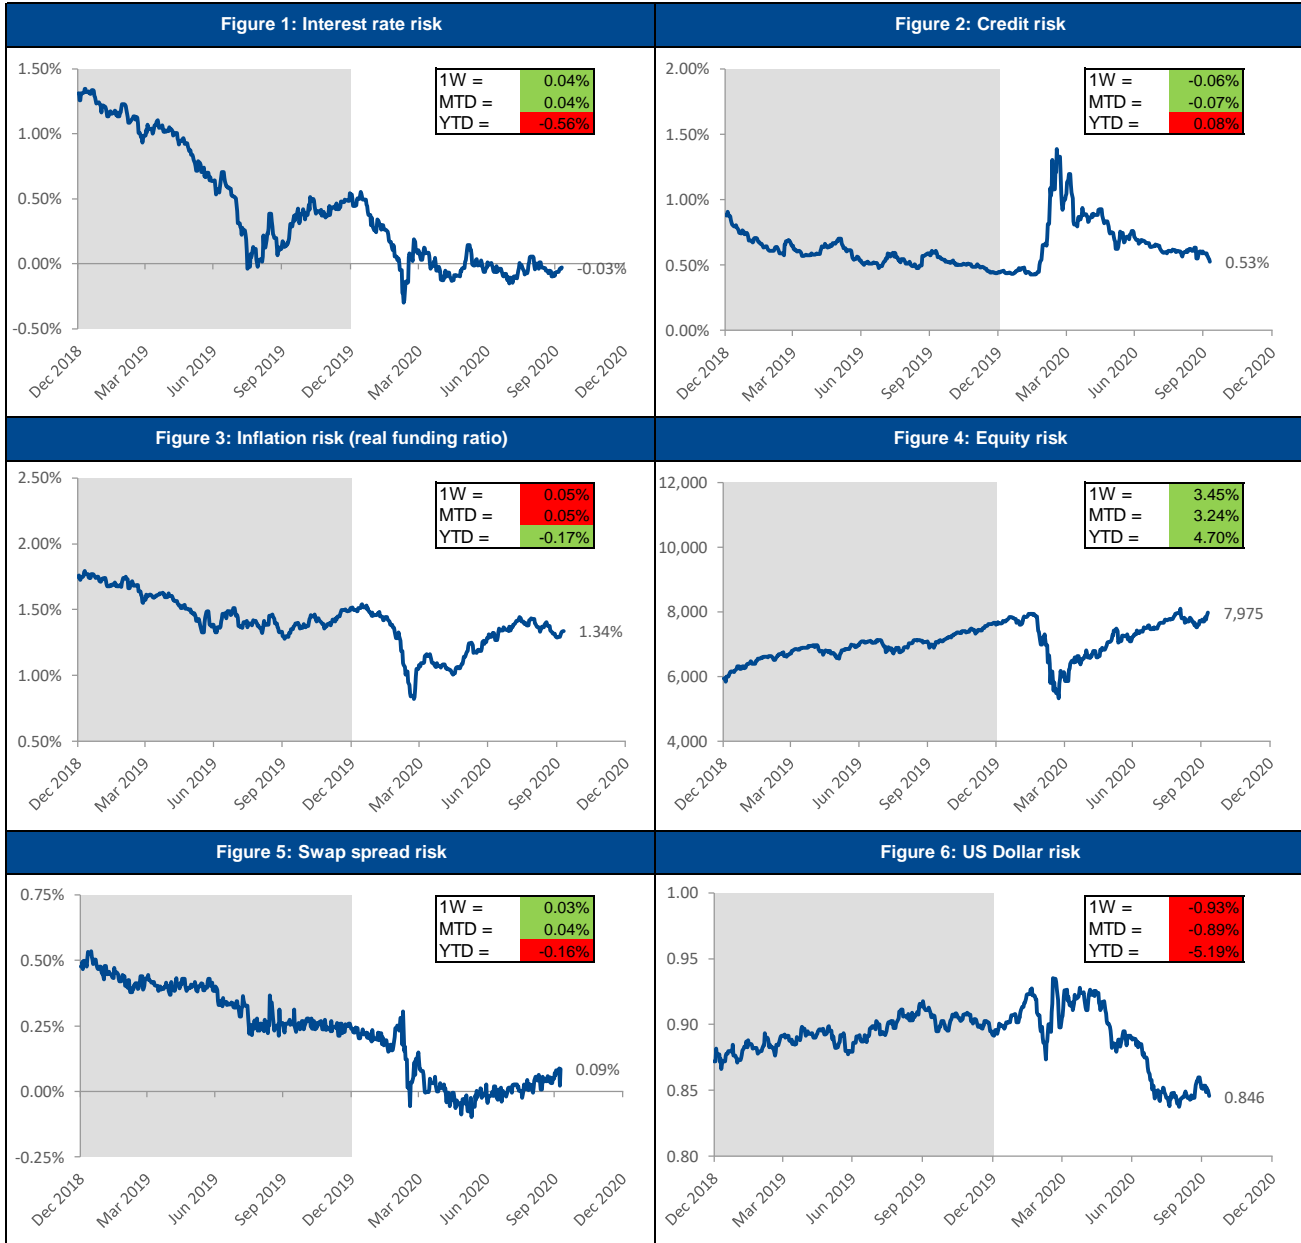 Figure 1: Interest rate risk
1.50%
1.00%
0.50%
0.00%
-0.50%
1W = 0.04%
MTD = 0.04%
YTD = -0.56%
-0.03%
Dec 2018 Mar 2019 Jun 2019 Sep 2019 Dec 2019 Mar 2020 Jun 2020 Sep 2020 Dec 2020
Figure 2: Credit risk
2.00%
1.50%
1.00%
0.50%
0.00%
1W = -0.06%
MTD = -0.07%
YTD = 0.08%
0.53%
Dec 2018 Mar 2019 Jun 2019 Sep 2019 Dec 2019 Mar 2020 Jun 2020 Sep 2020 Dec 2020
Figure 3: Inflation risk (real funding ratio)
2.50%
2.00%
1.50%
1.00%
0.50%
1W = 0.05%
MTD = 0.05%
YTD = -0.17%
1.34%
Dec 2018 Mar 2019 Jun 2019 Sep 2019 Dec 2019 Mar 2020 Jun 2020 Sep 2020 Dec 2020
Figure 4: Equity risk
12,000
10,000
8,000
6,000
4,000
1W = 3.45%
MTD = 3.24%
YTD = 4.70%
7,975
Dec 2018 Mar 2019 Jun 2019 Sep 2019 Dec 2019 Mar 2020 Jun 2020 Sep 2020 Dec 2020
Figure 5: Swap spread risk
0.75%
0.50%
0.25%
0.00%
-0.25%
1W = 0.03%
MTD = 0.04%
YTD = -0.16%
0.09%
Dec 2018 Mar 2019 Jun 2019 Sep 2019 Dec 2019 Mar 2020 Jun 2020 Sep 2020 Dec 2020
Figure 6: US Dollar risk
1.00
0.95
0.90
0.85
0.80
1W = -0.93%
MTD = -0.89%
YTD = -5.19%
0.846
Dec 2018 Mar 2019 Jun 2019 Sep 2019 Dec 2019 Mar 2020 Jun 2020 Sep 2020 Dec 2020